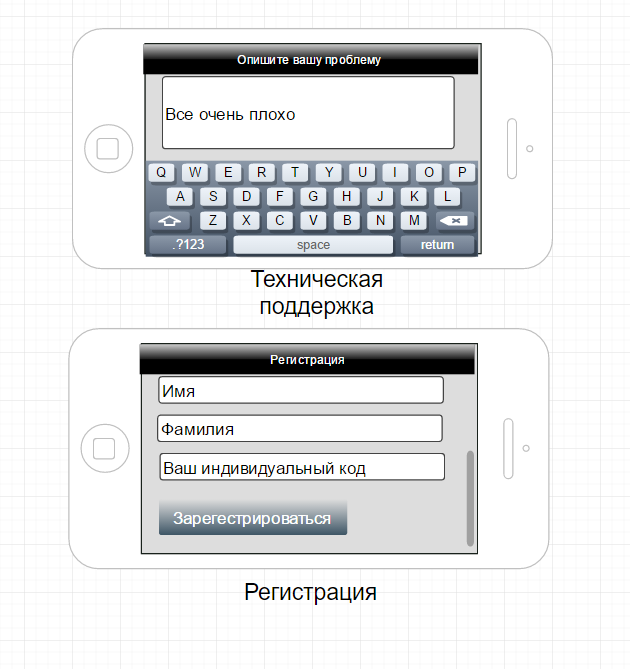 Опишите вашу проблему
Все очень плохо
Q W E R T Y U I O P
A S D F G H J K L
Z X C V B N M
.?123 space return
Техническая
поддержка
Регистрация
Имя
Фамилия
Ваш индивидуальный код
Зарегестрироваться
Регистрация